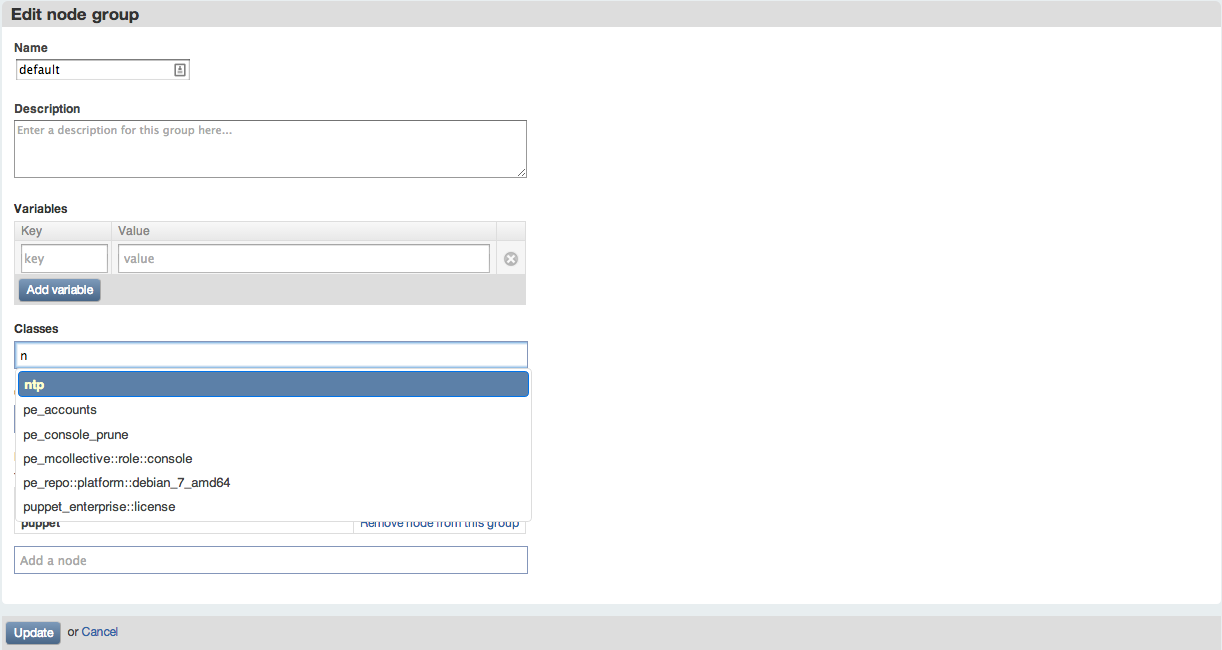 Edit node group
Name
default
Description
Enter a description for this group here...
Variables
Key Value
key value
Add variable
Classes
n
ntp
pe_accounts
pe_console_prune
pe_mcollective::role::console
pe_repo::platform::debian_7_amd64
puppet_enterprise::license
puppet Remove node from this group
Add a node
Update or Cancel